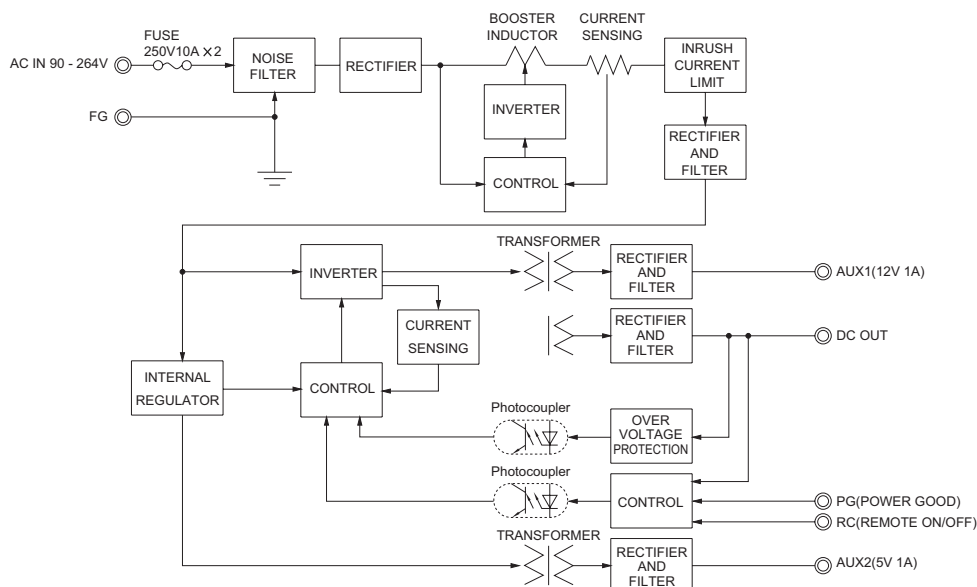 FUSE
250V10A X2
AC IN 90 - 264V
NOISE
FILTER
RECTIFIER
BOOSTER
INDUCTOR
CURRENT
SENSING
INRUSH
CURRENT
LIMIT
FG
INVERTER
CONTROL
RECTIFIER
AND
FILTER
TRANSFORMER
INVERTER
RECTIFIER
AND
FILTER
AUX1(12V 1A)
CURRENT
SENSING
RECTIFIER
AND
FILTER
DC OUT
INTERNAL
REGULATOR
CONTROL
Photocoupler
OVER
VOLTAGE
PROTECTION
Photocoupler
CONTROL
PG(POWER GOOD)
RC(REMOTE ON/OFF)
TRANSFORMER
RECTIFIER
AND
FILTER
AUX2(5V 1A)